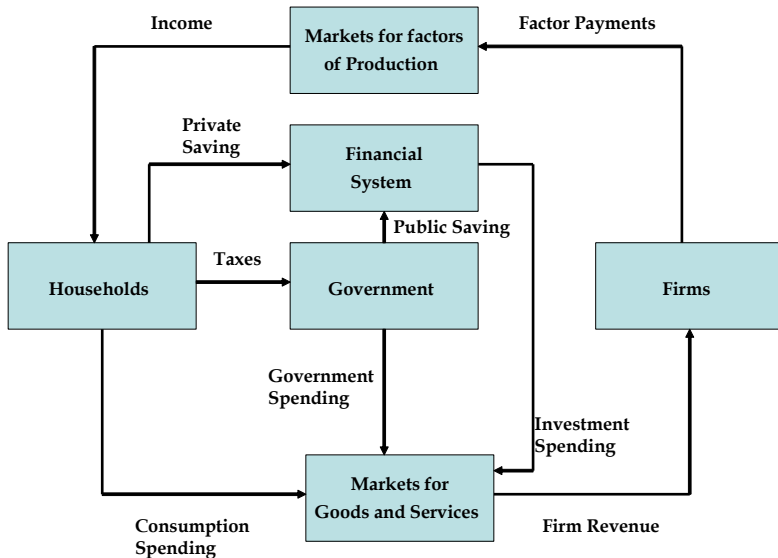 Income
Markets for factors
of Production
Factor Payments
Private
Saving
Financial
System
Public Saving
Households
Taxes
Government
Firms
Government
Spending
Investment
Spending
Markets for
Goods and Services
Consumption
Spending
Firm Revenue